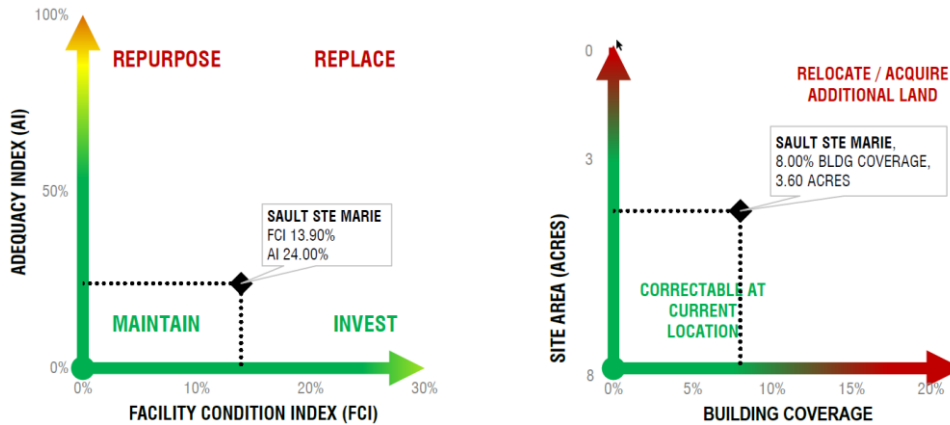 100%
REPURPOSE
REPLACE
ADEQUACY INDEX (AI)
50%
SAULT STE MARIE
FCI 13.90%
AI 24.00%
MAINTAIN
INVEST
0%
0%
10%
20%
30%
FACILITY CONDITION INDEX (FCI)
0
RELOCATE / ACQUIRE
ADDITIONAL LAND
SAULT STE MARIE,
8.00% BLDG COVERAGE,
3.60 ACRES
3
SITE AREA (ACRES)
CORRECTABLE AT
CURRENT
LOCATION
8
0%
5%
10%
15%
20%
BUILDING COVERAGE